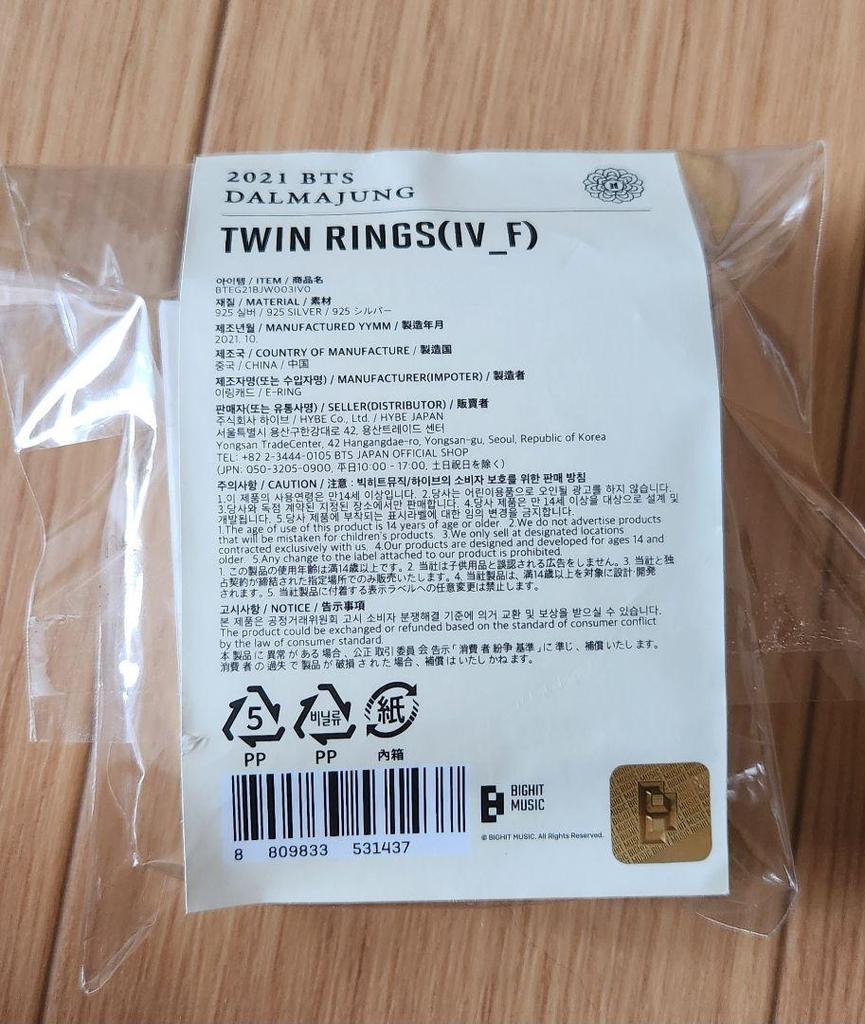 2021 BTS
DALMAJUNG
TWIN RINGS(IV_F)
아이템 / ITEM / 商品名
BTEG21BJW003IV0
재질 / MATERIAL / 素材
925 실버 / 925 SILVER / 925 シルバー
제조년월 / MANUFACTURED YYMM / 製造年月
2021. 10.
제조국 / COUNTRY OF MANUFACTURE / 製造国
중국 / CHINA / 中国
제조자명(또는 수입자명) / MANUFACTURER(IMPOTER) / 製造者
이링캐드 / E-RING
판매자(또는 유통사명) / SELLER(DISTRIBUTOR) / 販賣者
주식회사 하이브 / HYBE Co., Ltd. / HYBE JAPAN
서울특별시 용산구한강대로 42, 용산트레이드 센터
Yongsan TradeCenter, 42 Hangangdae-ro, Yongsan-gu, Seoul, Republic of Korea
TEL: +82 2-3444-0105 BTS JAPAN OFFICIAL SHOP
(JPN: 050-3205-0900, 平日10:00 - 17:00, 土日祝日を除く)
주의사항 / CAUTION / 注意 : 빅히트뮤직/하이브의 소비자 보호를 위한 판매 방침
1.이 제품의 사용연령은 만14세 이상입니다. 2.당사는 어린이용품으로 오인될 광고를 하지 않습니다.
3.당사와 독점 계약된 지정된 장소에서만 판매합니다. 4.당사 제품은 만 14세 이상을 대상으로 설계 및
개발됩니다. 5.당사 제품에 부착되는 표시라벨에 대한 임의 변경을 금지합니다.
1.The age of use of this product is 14 years of age or older. 2.We do not advertise products
that will be mistaken for children's products. 3.We only sell at designated locations
contracted exclusively with us. 4.Our products are designed and developed for ages 14 and
older. 5.Any change to the label attached to our product is prohibited.
1. この製品の使用年齢は満14歳以上です。2. 当社は子供用品と誤認される広告をしません。3. 当社と独
占契約が締結された指定場所でのみ販売いたします。4. 当社製品は、満14歳以上を対象に設計·開発
されます。5. 当社製品に付着する表示ラベルへの任意変更は禁止します。
고시사항 / NOTICE / 告示事項
본 제품은 공정거래위원회 고시 소비자 분쟁해결 기준에 의거 교환 및 보상을 받으실 수 있습니다.
The product could be exchanged or refunded based on the standard of consumer conflict
by the law of consumer standard.
本製品に異常がある場合、公正取引委員会告示「消費者紛争基準」に準じ、補償いたします。
消費者の過失で製品が破損された場合、補償はいたしかねます。
5 비닐류 紙
PP PP 内箱
8 809833 531437
BIGHIT
MUSIC
© BIGHIT MUSIC. All Rights Reserved.